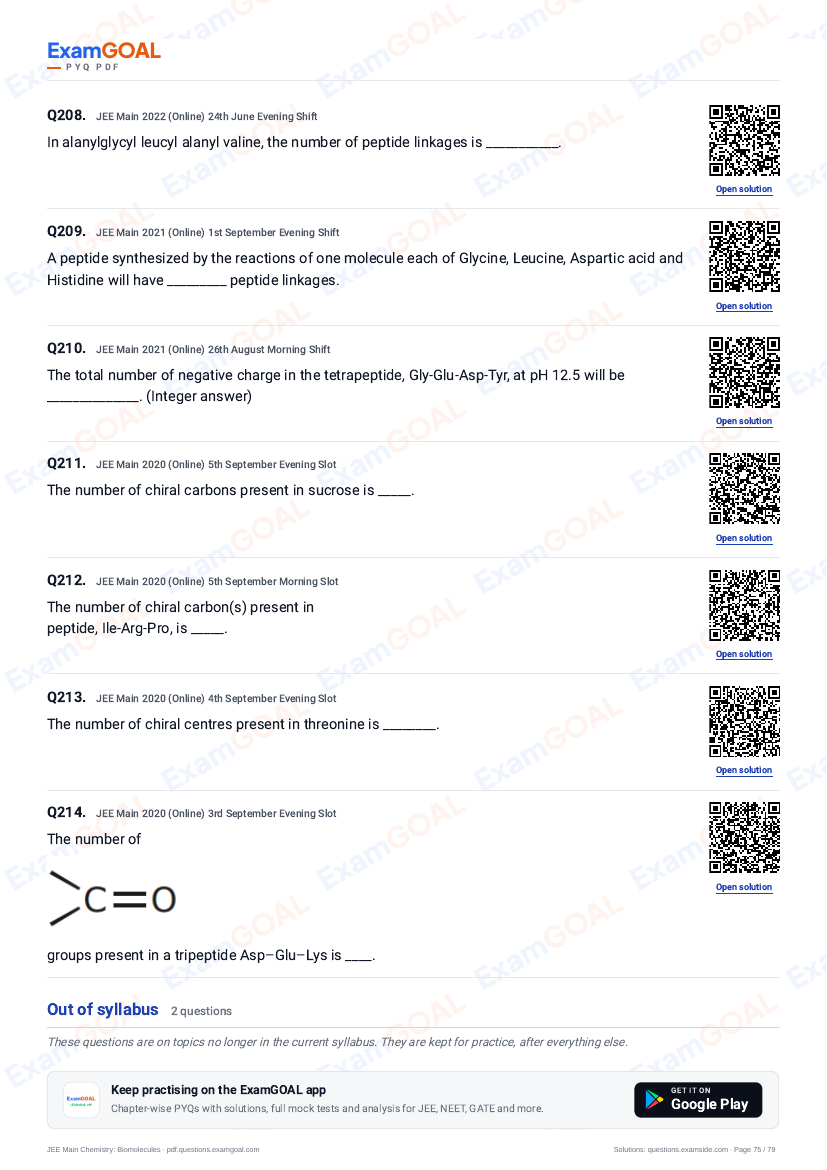 ExamGOAL
PYQ PDF
Q208. JEE Main 2022 (Online) 24th June Evening Shift
In alanylglycyl leucyl alanyl valine, the number of peptide linkages is ___________.
Open solution
Q209. JEE Main 2021 (Online) 1st September Evening Shift
A peptide synthesized by the reactions of one molecule each of Glycine, Leucine, Aspartic acid and
Histidine will have _________ peptide linkages.
Open solution
Q210. JEE Main 2021 (Online) 26th August Morning Shift
The total number of negative charge in the tetrapeptide, Gly-Glu-Asp-Tyr, at pH 12.5 will be
______________. (Integer answer)
Open solution
Q211. JEE Main 2020 (Online) 5th September Evening Slot
The number of chiral carbons present in sucrose is _____.
Open solution
Q212. JEE Main 2020 (Online) 5th September Morning Slot
The number of chiral carbon(s) present in
peptide, Ile-Arg-Pro, is _____.
Open solution
Q213. JEE Main 2020 (Online) 4th September Evening Slot
The number of chiral centres present in threonine is ________.
Open solution
Q214. JEE Main 2020 (Online) 3rd September Evening Slot
The number of
C=O
Open solution
groups present in a tripeptide Asp–Glu–Lys is ____.
Out of syllabus 2 questions
These questions are on topics no longer in the current syllabus. They are kept for practice, after everything else.
ExamGOAL
Keep practising on the ExamGOAL app
Chapter-wise PYQs with solutions, full mock tests and analysis for JEE, NEET, GATE and more.
GET IT ON
Google Play
JEE Main Chemistry: Biomolecules · pdf.questions.examgoal.com
Solutions: questions.examside.com · Page 75 / 79